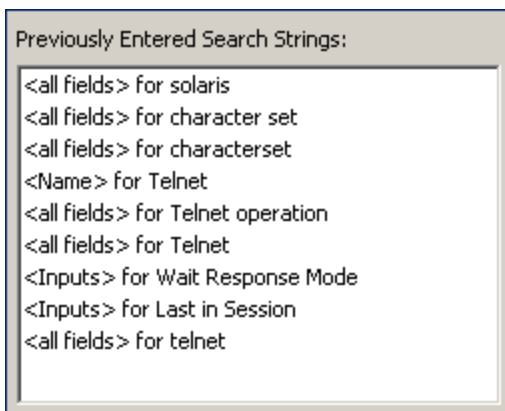 Previously Entered Search Strings:
<all fields> for solaris
<all fields> for character set
<all fields> for characterset
<Name> for Telnet
<all fields> for Telnet operation
<all fields> for Telnet
<Inputs> for Wait Response Mode
<Inputs> for Last in Session
<all fields> for telnet